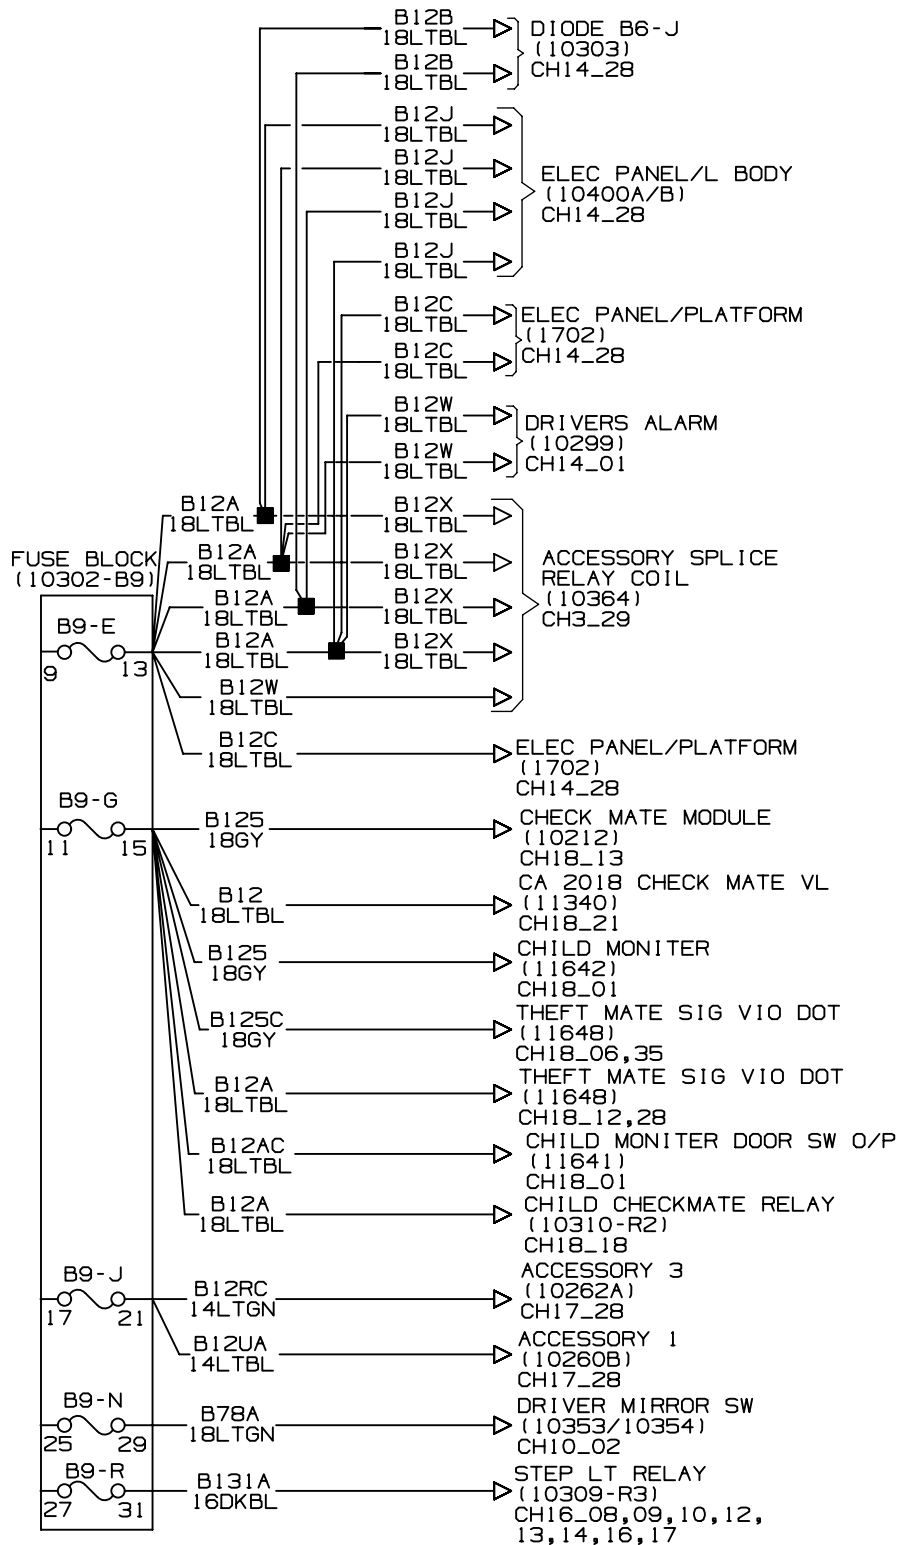 B12B
18LTBL
B12B
18LTBL
DIODE B6-J
(10303)
CH14_28
B12J
18LTBL
B12J
18LTBL
B12J
18LTBL
B12J
18LTBL
ELEC PANEL/L BODY
(10400A/B)
CH14_28
B12C
18LTBL
B12C
18LTBL
ELEC PANEL/PLATFORM
(1702)
CH14_28
B12W
18LTBL
B12W
18LTBL
DRIVERS ALARM
(10299)
CH14_01
B12A
18LTBL
B12X
18LTBL
B12A
18LTBL
B12X
18LTBL
B12A
18LTBL
B12X
18LTBL
B12A
18LTBL
B12X
18LTBL
B12W
18LTBL
ACCESSORY SPLICE
RELAY COIL
(10364)
CH3_29
FUSE BLOCK
(10302-B9)
B9-E
9
13
B12C
18LTBL
ELEC PANEL/PLATFORM
(1702)
CH14_28
B9-G
11
15
B125
18GY
CHECK MATE MODULE
(10212)
CH18_13
B12
18LTBL
CA 2018 CHECK MATE VL
(11340)
CH18_21
B125
18GY
CHILD MONITER
(11642)
CH18_01
B125C
18GY
THEFT MATE SIG VIO DOT
(11648)
CH18_06,35
B12A
18LTBL
THEFT MATE SIG VIO DOT
(11648)
CH18_12,28
B12AC
18LTBL
CHILD MONITER DOOR SW O/P
(11641)
CH18_01
B12A
18LTBL
CHILD CHECKMATE RELAY
(10310-R2)
CH18_18
B9-J
17
21
B12RC
14LTGN
ACCESSORY 3
(10262A)
CH17_28
B12UA
14LTBL
ACCESSORY 1
(10260B)
CH17_28
B9-N
25
29
B78A
18LTGN
DRIVER MIRROR SW
(10353/10354)
CH10_02
B9-R
27
31
B131A
16DKBL
STEP LT RELAY
(10309-R3)
CH16_08,09,10,12,
13,14,16,17